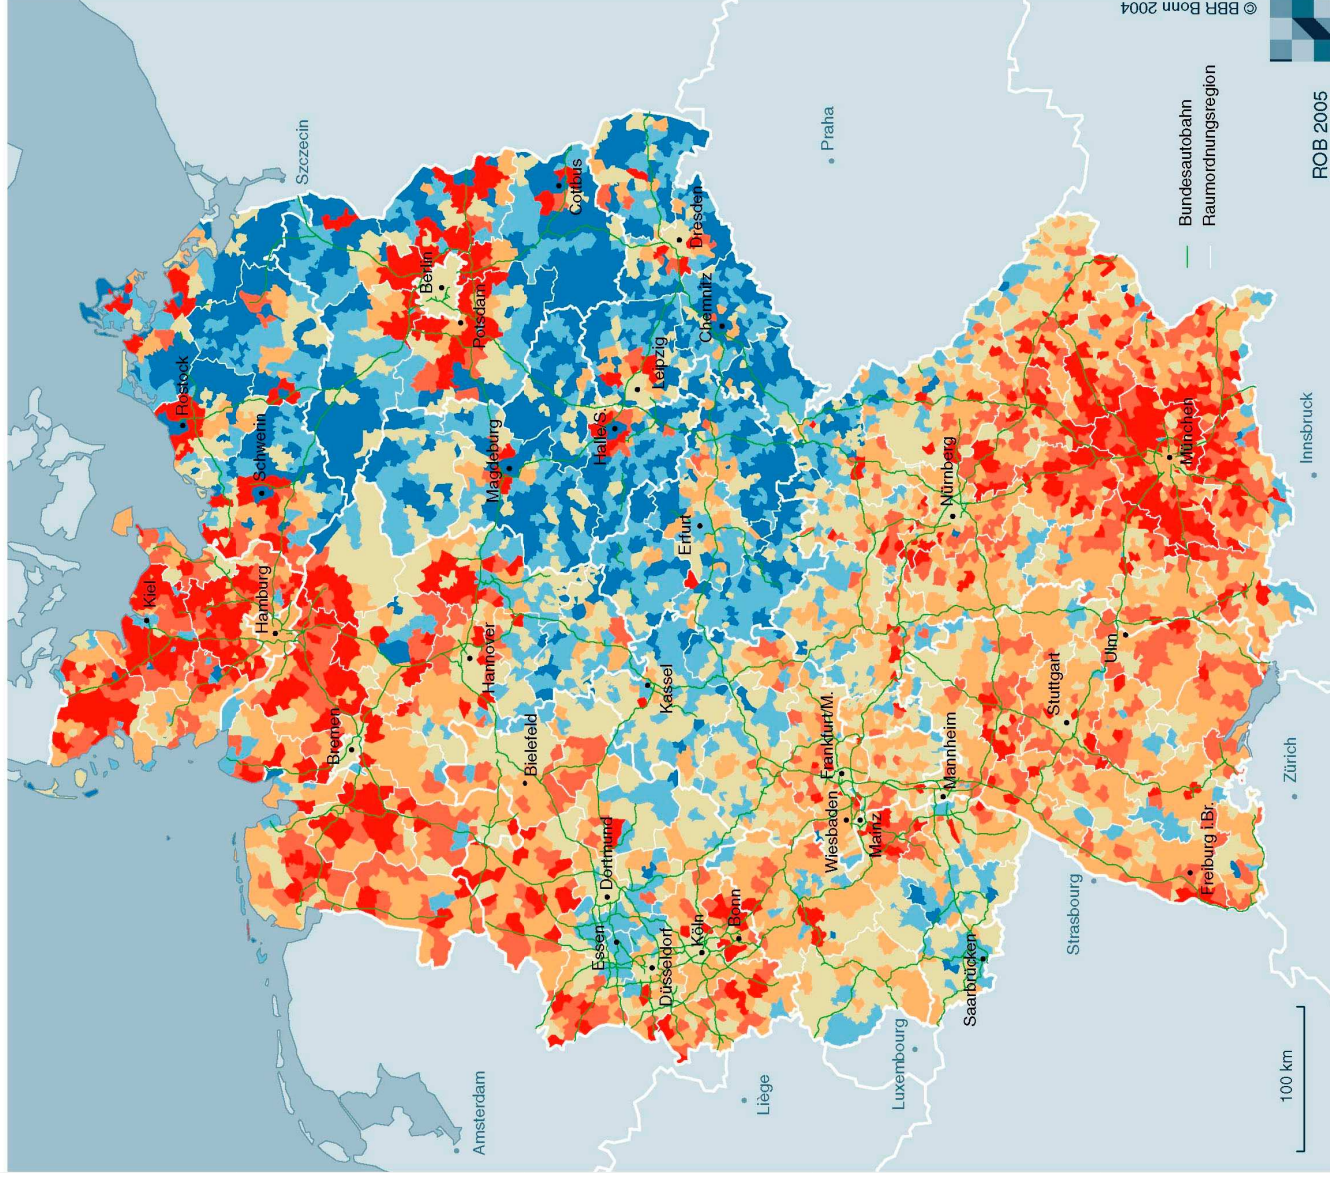 © BBR Bonn 2004
ROB 2005
Bundesautobahn
Raumordnungsregion
Szczecin
Praha
Kiel
Rostock
Schwerin
Hamburg
Bremen
Berlin
Potsdam
Cottbus
Magdeburg
Hannover
Bielefeld
Halle/S.
Leipzig
Dresden
Chemnitz
Erfurt
Kassel
Dortmund
Essen
Düsseldorf
Köln
Bonn
Amsterdam
Liège
Luxembourg
Wiesbaden
Frankfurt/M.
Mainz
Mannheim
Nürnberg
Saarbrücken
Strasbourg
Stuttgart
Ulm
München
Freiburg i.Br.
Zürich
Innsbruck
100 km